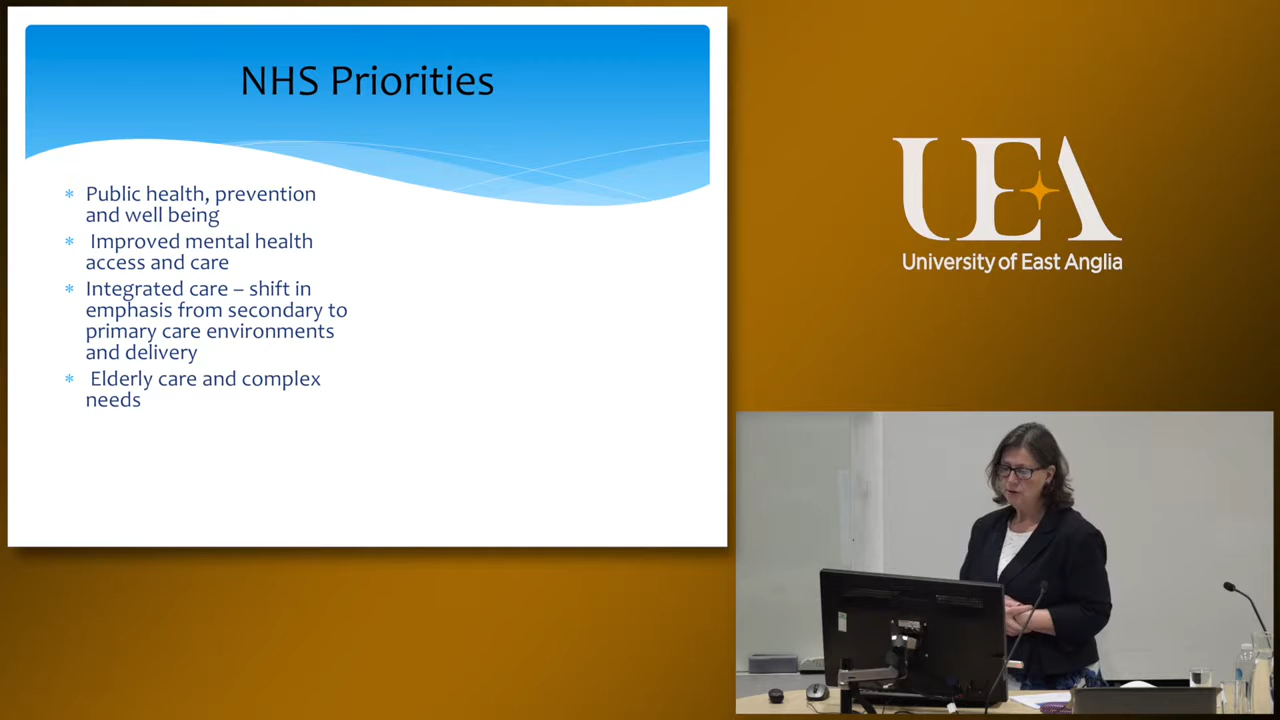 NHS Priorities
* Public health, prevention
and well being
* Improved mental health
access and care
* Integrated care – shift in
emphasis from secondary to
primary care environments
and delivery
* Elderly care and complex
needs
UEA
University of East Anglia